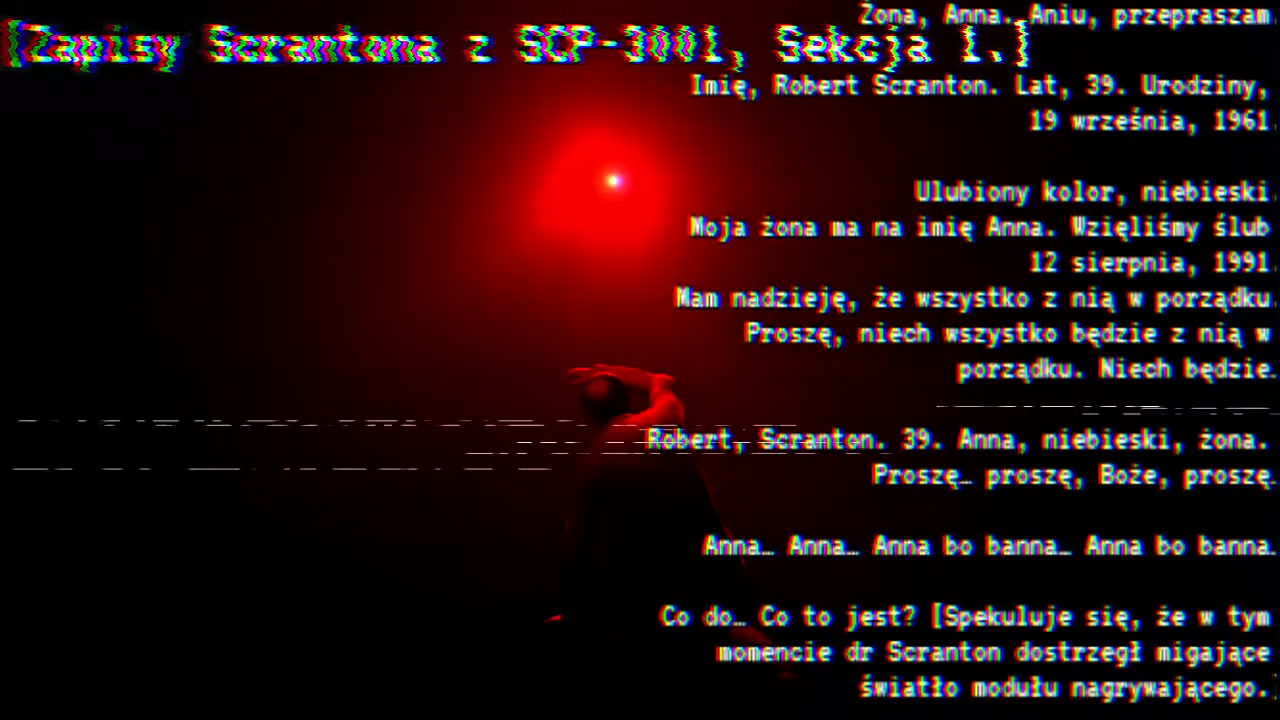 Żona, Anna. Aniu, przepraszam
[Zapisy Scrantona z SCP-3001, Sekcja 1.]
Imię, Robert Scranton. Lat, 39. Urodziny,
19 września, 1961
Ulubiony kolor, niebieski
Moja żona ma na imię Anna. Wzięliśmy ślub
12 sierpnia, 1991
Mam nadzieję, że wszystko z nią w porządku
Proszę, niech wszystko będzie z nią w
porządku. Niech będzie.
Robert, Scranton. 39. Anna, niebieski, żona.
Proszę… proszę, Boże, proszę.
Anna… Anna… Anna bo banna… Anna bo banna.
Co do… Co to jest? [Spekuluje się, że w tym
momencie dr Scranton dostrzegł migające
światło modułu nagrywającego.